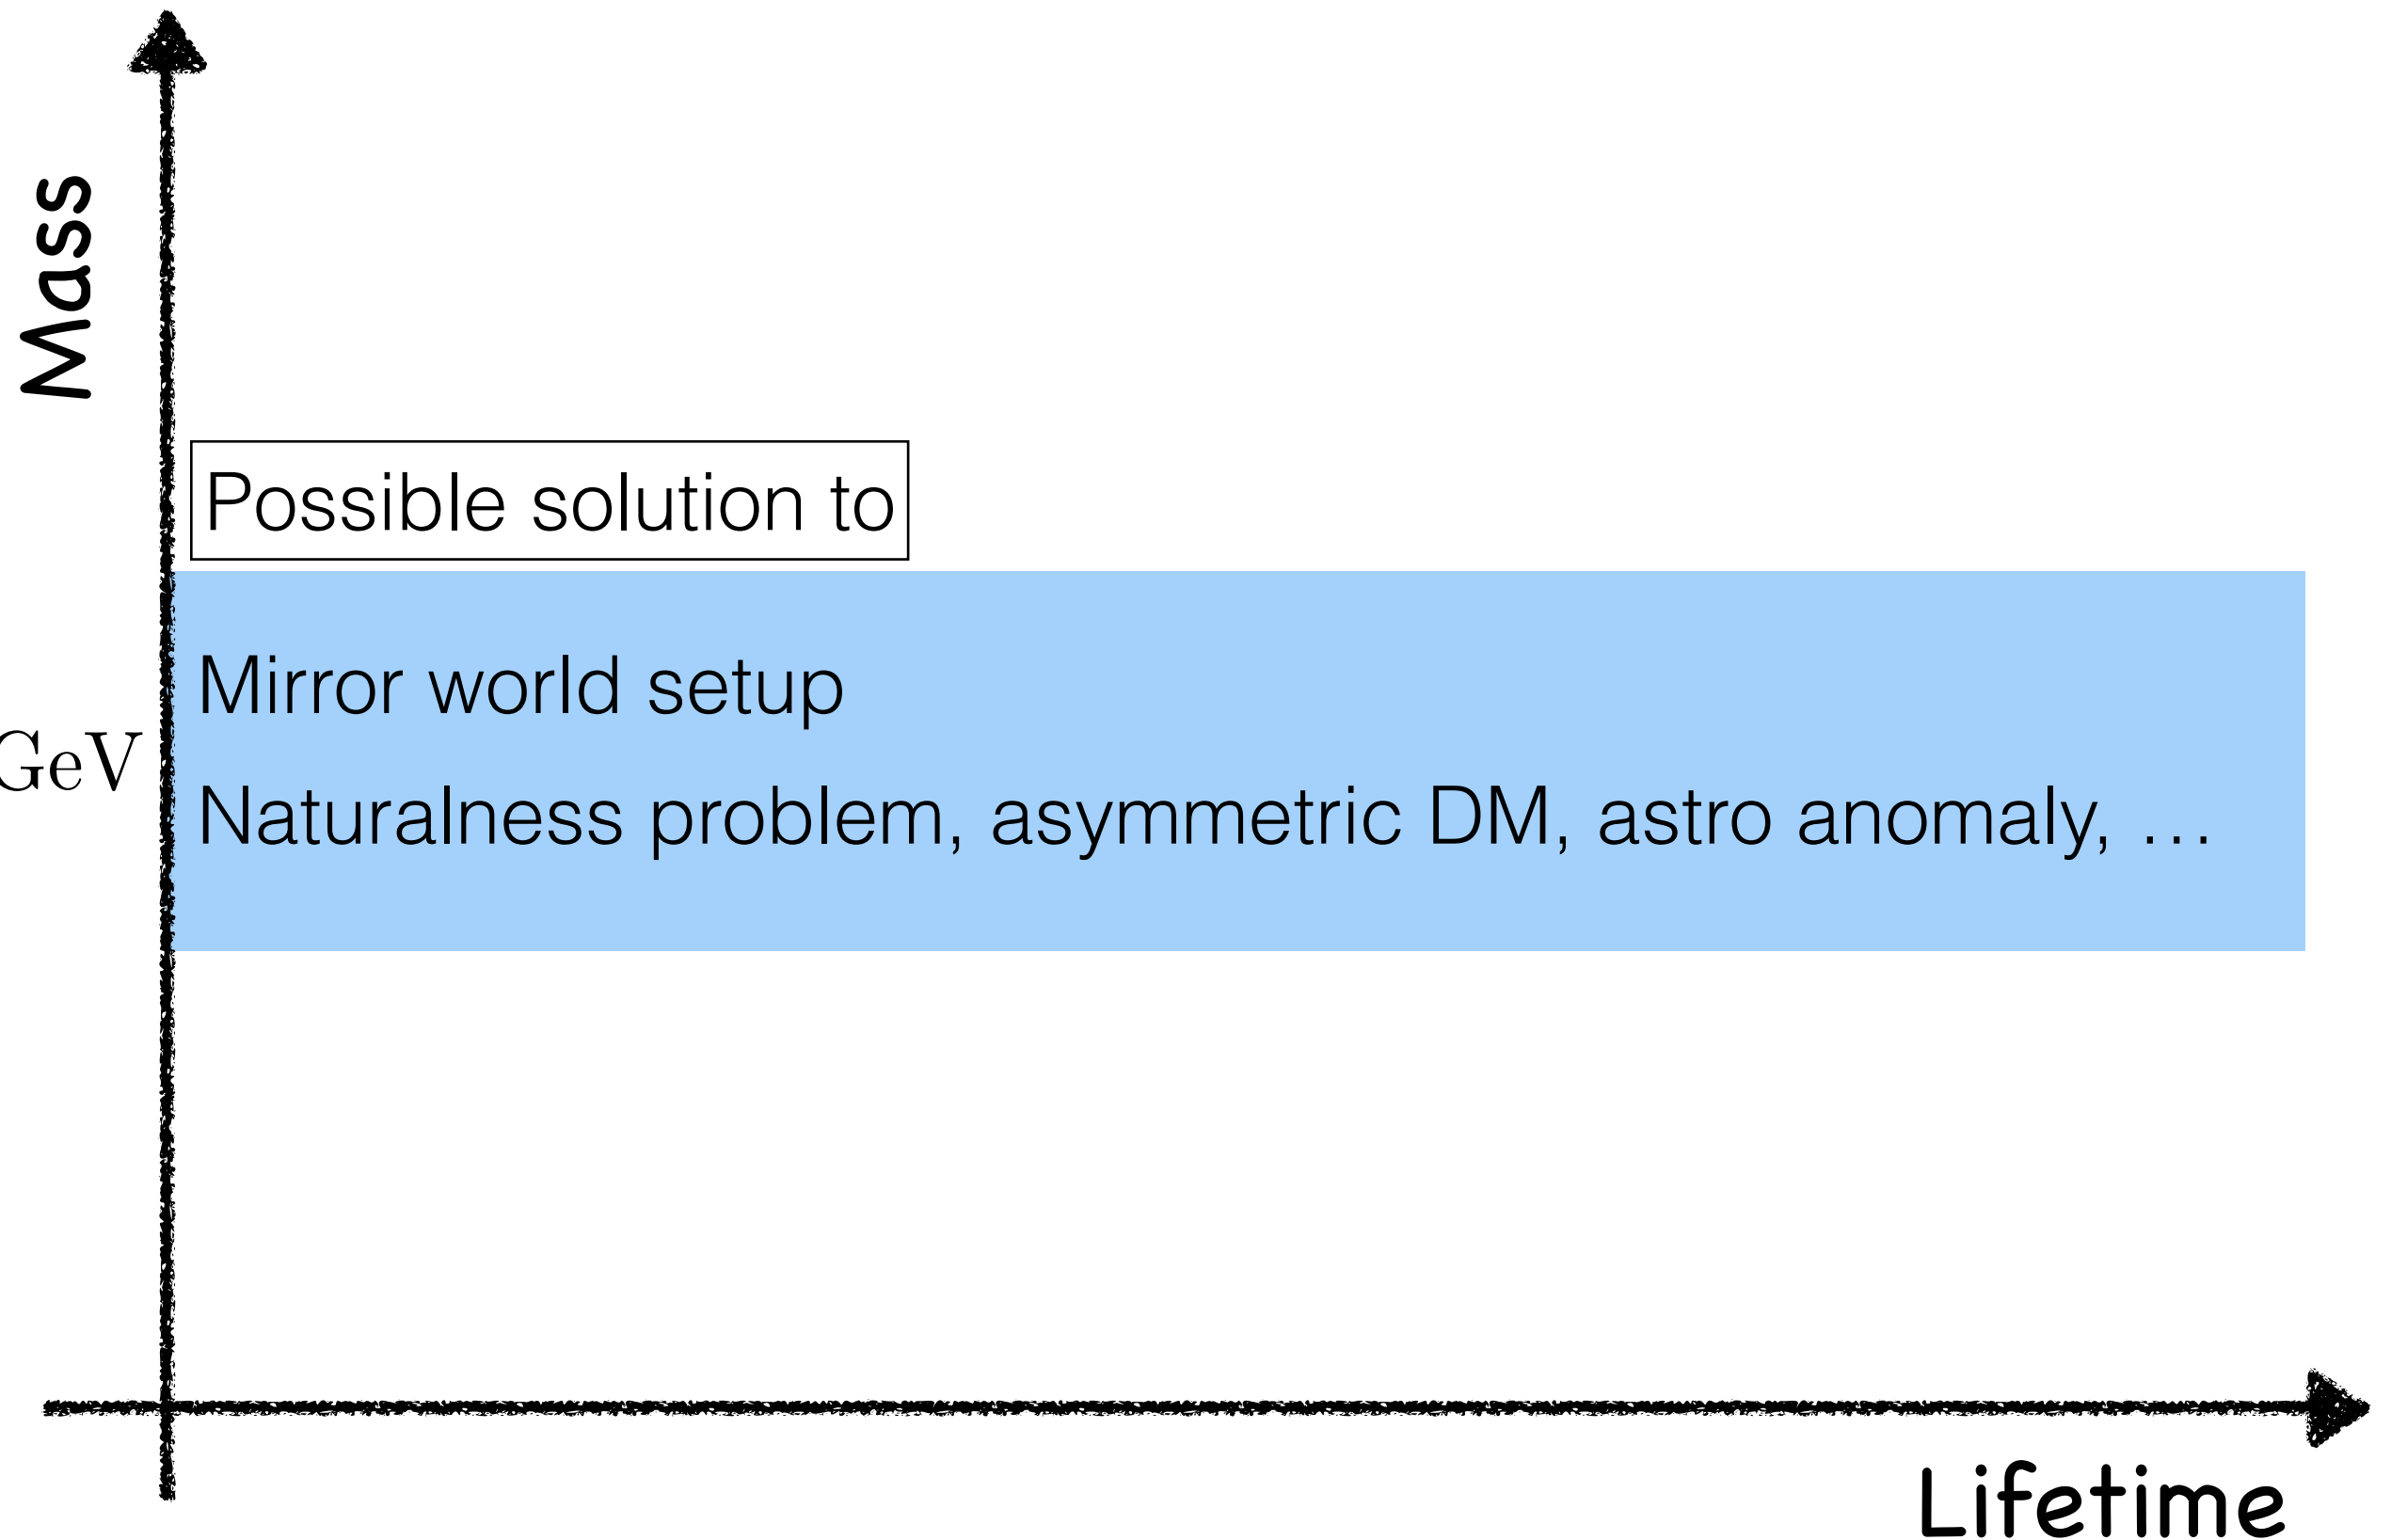 Mass
Possible solution to
Mirror world setup
GeV
Naturalness problem, asymmetric DM, astro anomaly, …
Lifetime